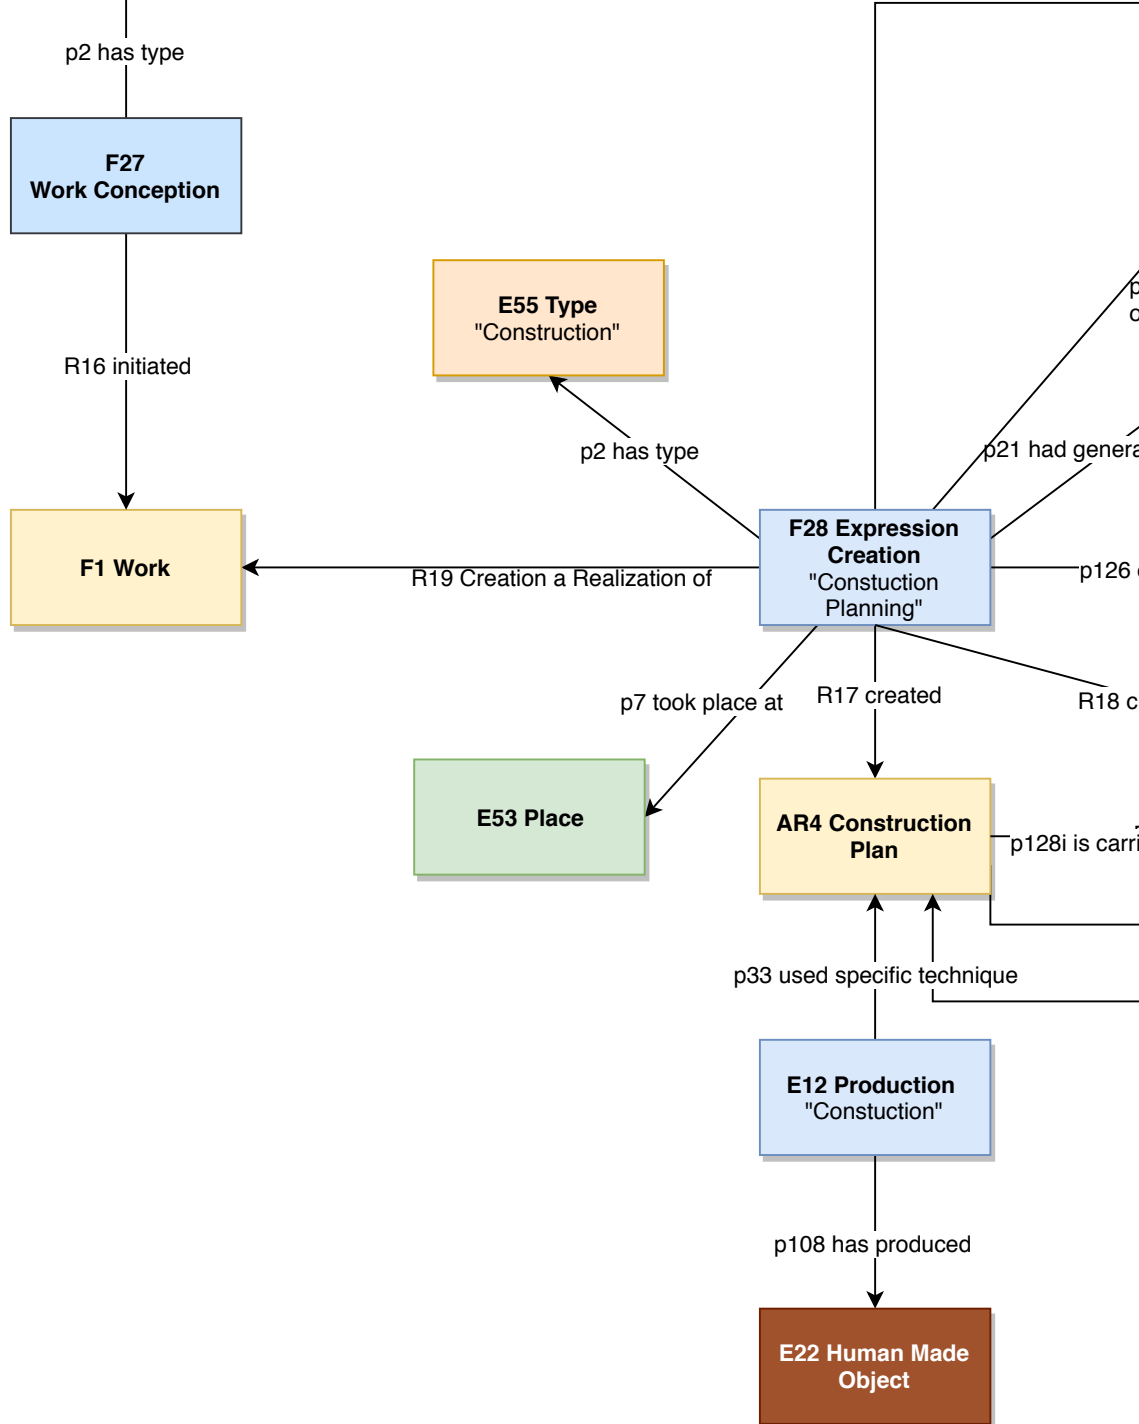 p2 has type
F27
Work Conception
E55 Type
"Construction"
p
c
R16 initiated
p2 has type
p21 had genera
F1 Work
R19 Creation a Realization of
F28 Expression
Creation
"Constuction
Planning"
p126
p7 took place at
R17 created
R18 c
E53 Place
AR4 Construction
Plan
p128i is carri
p33 used specific technique
E12 Production
"Constuction"
p108 has produced
E22 Human Made
Object